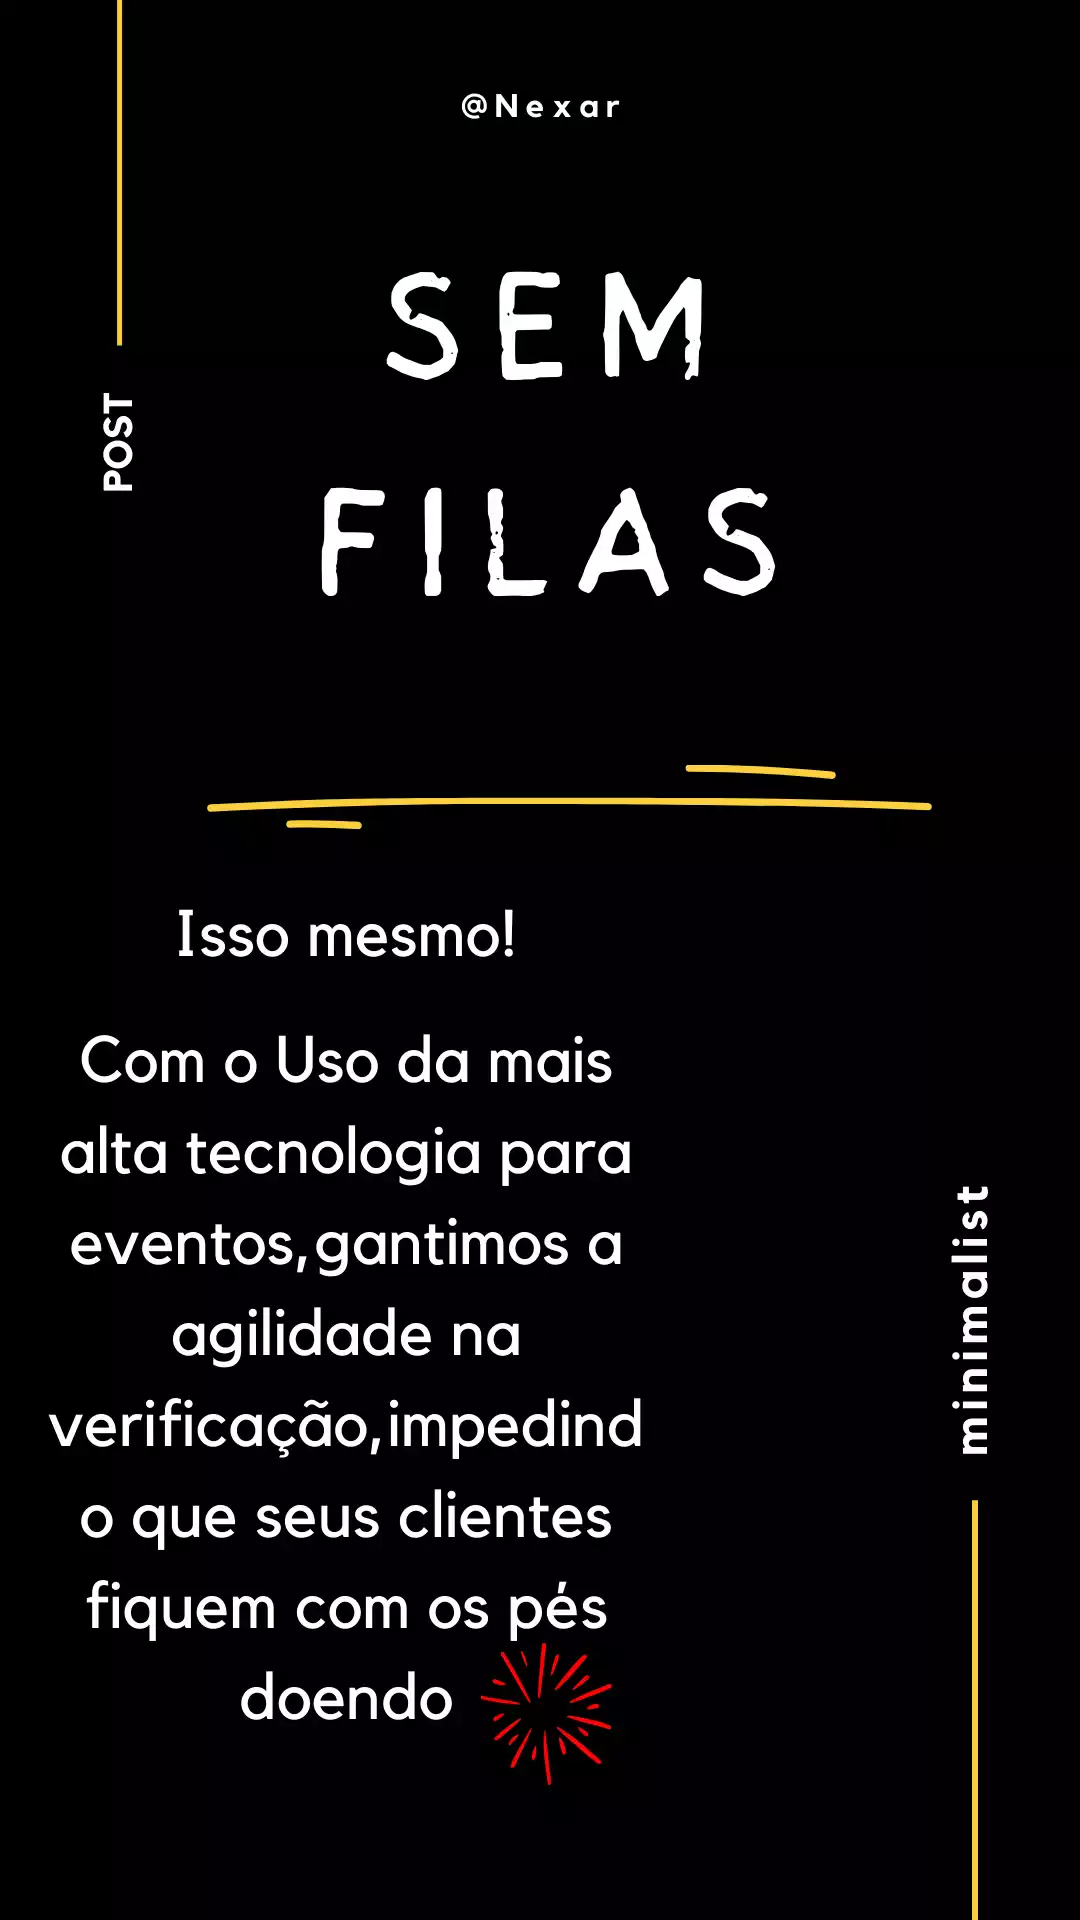 @Nexar
SEM
FILAS
POST
Isso mesmo!
Com o Uso da mais
alta tecnologia para
eventos,gantimos a
agilidade na
verificação,impedind
o que seus clientes
fiquem com os pés
doendo
minimalist